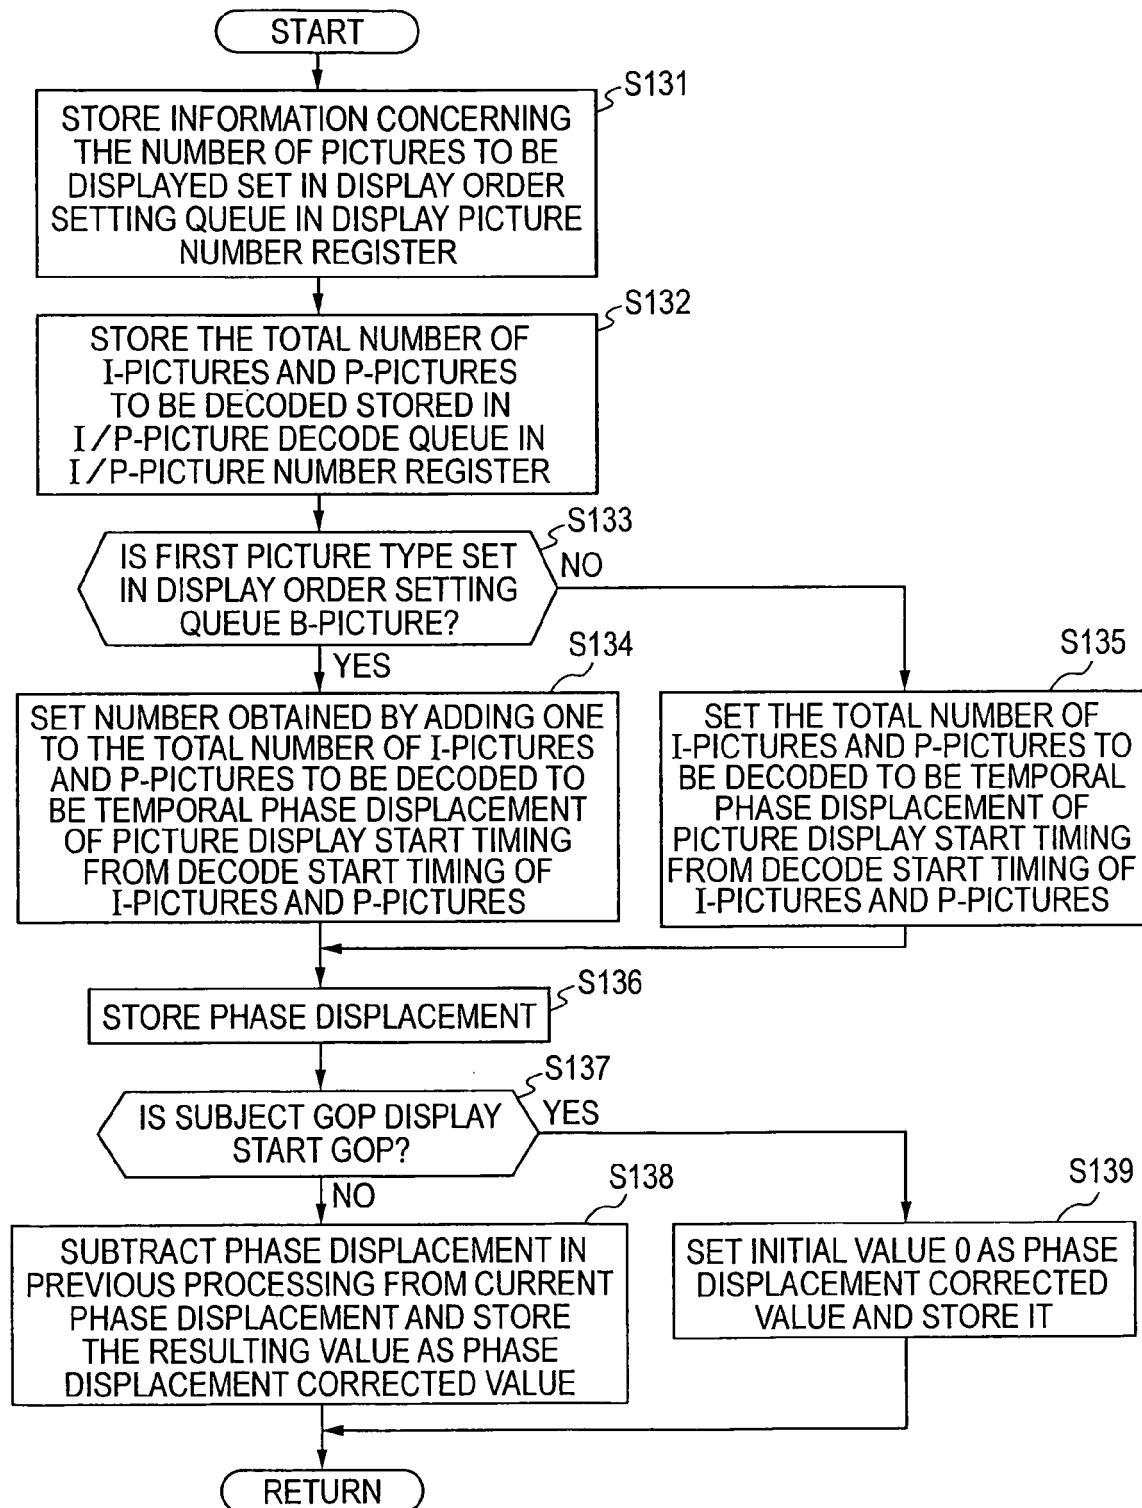 START
S131
STORE INFORMATION CONCERNING
THE NUMBER OF PICTURES TO BE
DISPLAYED SET IN DISPLAY ORDER
SETTING QUEUE IN DISPLAY PICTURE
NUMBER REGISTER
S132
STORE THE TOTAL NUMBER OF
I-PICTURES AND P-PICTURES
TO BE DECODED STORED IN
I/P-PICTURE DECODE QUEUE IN
I/P-PICTURE NUMBER REGISTER
S133
IS FIRST PICTURE TYPE SET
IN DISPLAY ORDER SETTING
QUEUE B-PICTURE?
NO
YES
S134
SET NUMBER OBTAINED BY ADDING ONE
TO THE TOTAL NUMBER OF I-PICTURES
AND P-PICTURES TO BE DECODED TO
BE TEMPORAL PHASE DISPLACEMENT
OF PICTURE DISPLAY START TIMING
FROM DECODE START TIMING OF
I-PICTURES AND P-PICTURES
S135
SET THE TOTAL NUMBER OF
I-PICTURES AND P-PICTURES TO
BE DECODED TO BE TEMPORAL
PHASE DISPLACEMENT OF
PICTURE DISPLAY START TIMING
FROM DECODE START TIMING OF
I-PICTURES AND P-PICTURES
S136
STORE PHASE DISPLACEMENT
S137
IS SUBJECT GOP DISPLAY
START GOP?
YES
NO
S138
SUBTRACT PHASE DISPLACEMENT IN
PREVIOUS PROCESSING FROM CURRENT
PHASE DISPLACEMENT AND STORE
THE RESULTING VALUE AS PHASE
DISPLACEMENT CORRECTED VALUE
S139
SET INITIAL VALUE 0 AS PHASE
DISPLACEMENT CORRECTED
VALUE AND STORE IT
RETURN